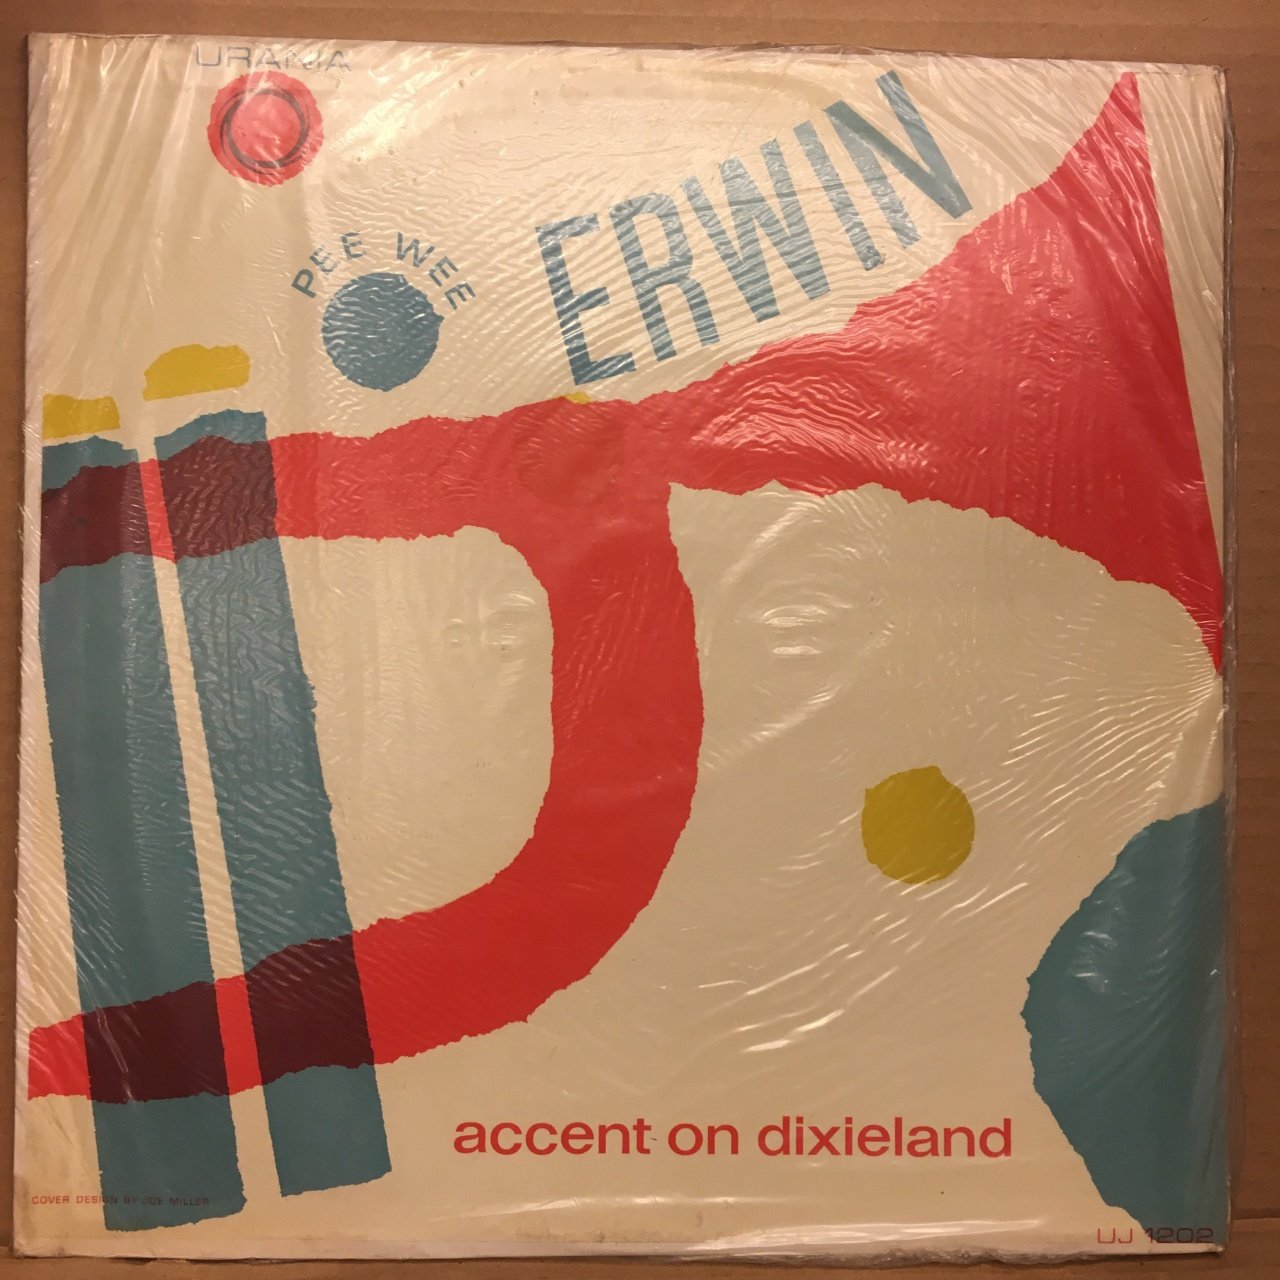 URANIA
PEE WEE
ERWIN
accent on dixieland
COVER DESIGN BY JOE MILLER
UJ 1202